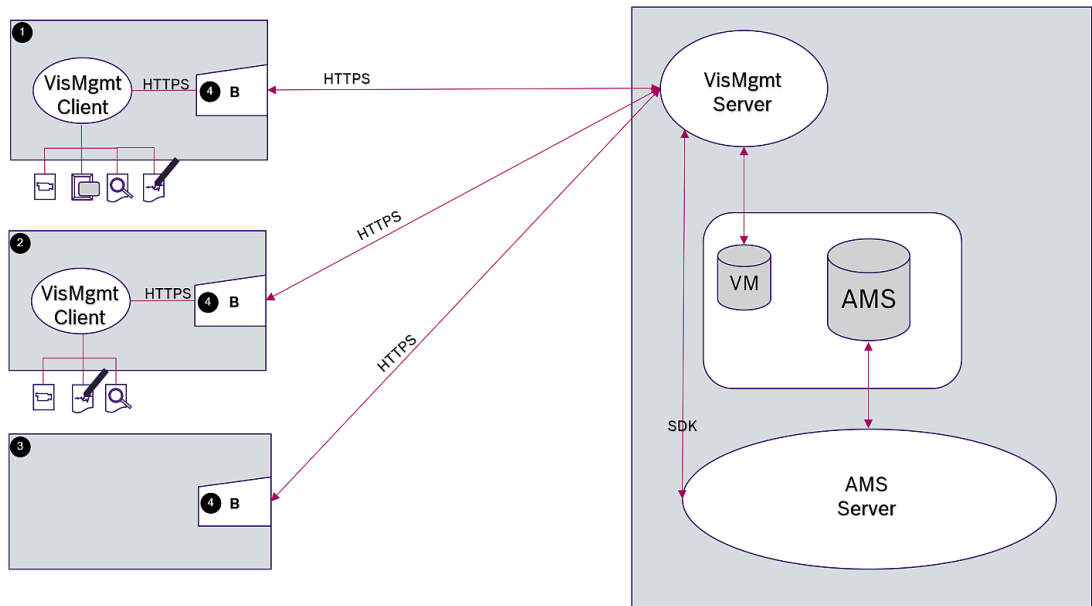 1
VisMgmt
Client
HTTPS
4 B
HTTPS
VisMgmt
Server
2
VisMgmt
Client
HTTPS
4 B
HTTPS
VM
AMS
HTTPS
3
4 B
SDK
AMS
Server